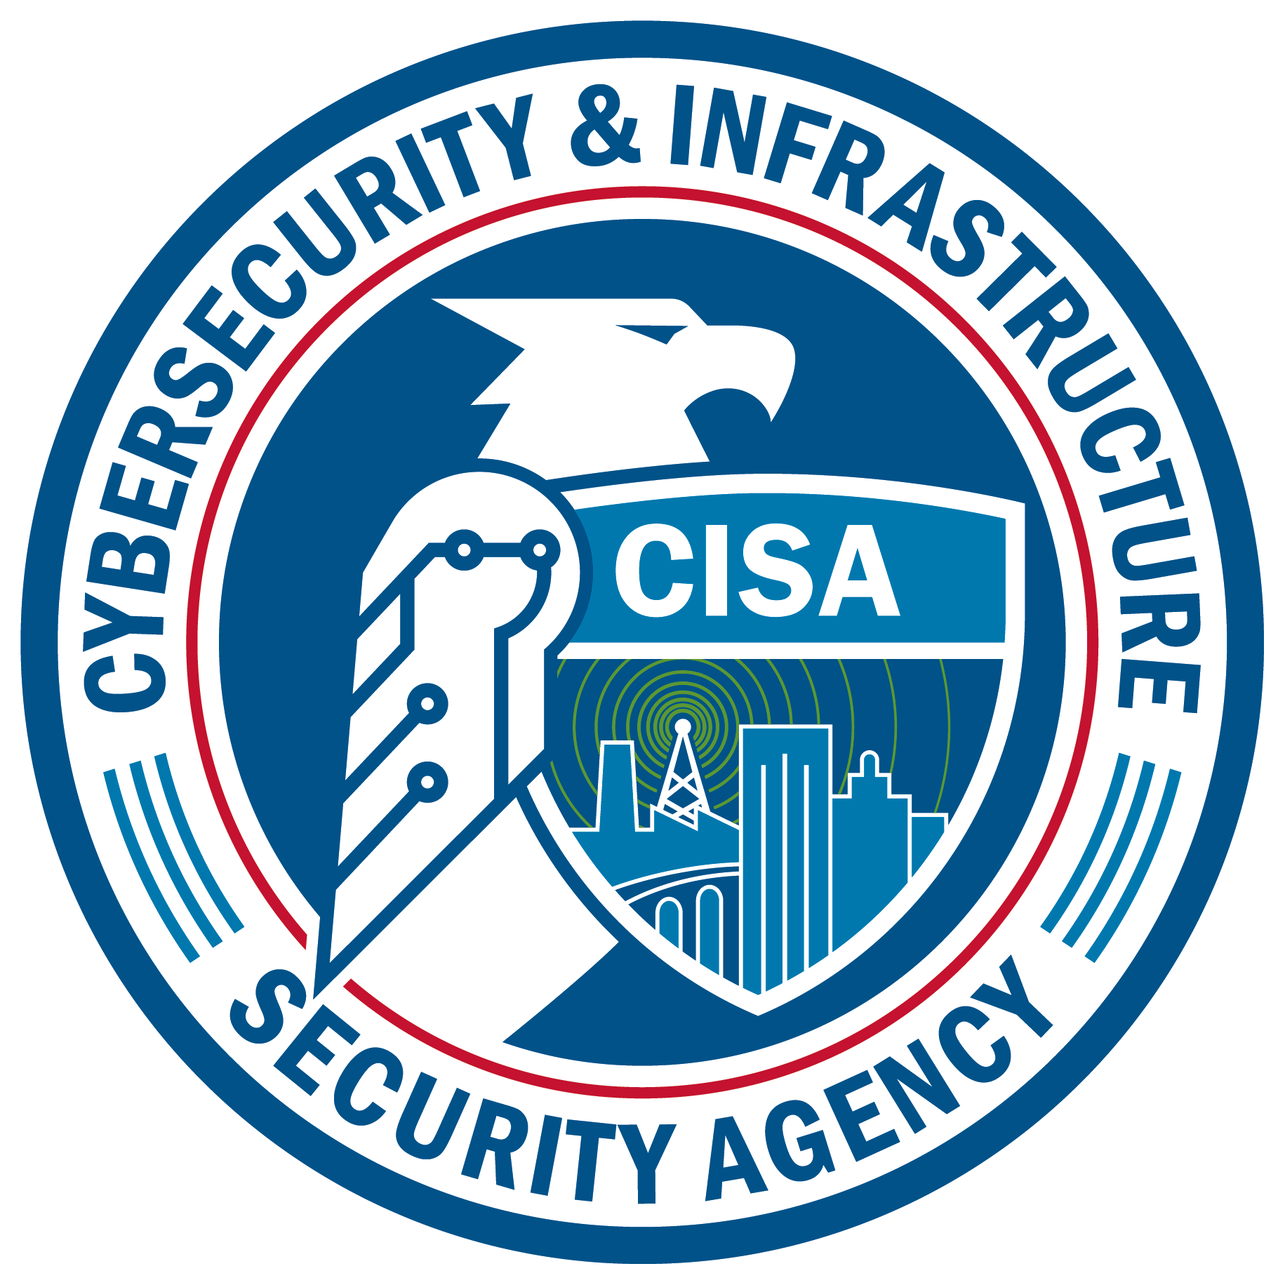 CYBERSECURITY & INFRASTRUCTURE
SECURITY AGENCY
CISA